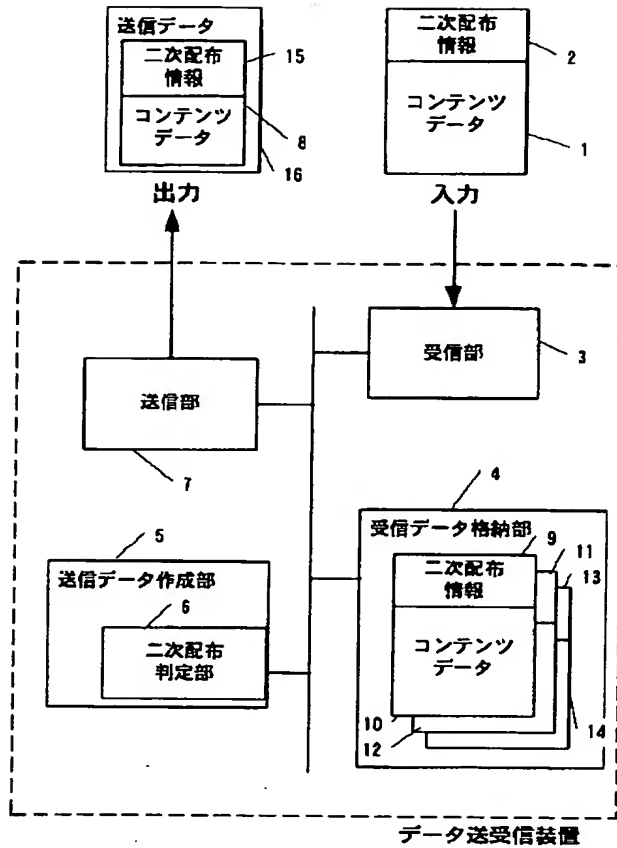 送信データ
二次配布
情報
15
コンテンツ
データ
8
16
出力
二次配布
情報
2
コンテンツ
データ
1
入力
受信部
3
送信部
7
4
受信データ格納部
9
11
13
二次配布
情報
コンテンツ
データ
10
12
14
5
送信データ作成部
6
二次配布
判定部
データ送受信装置